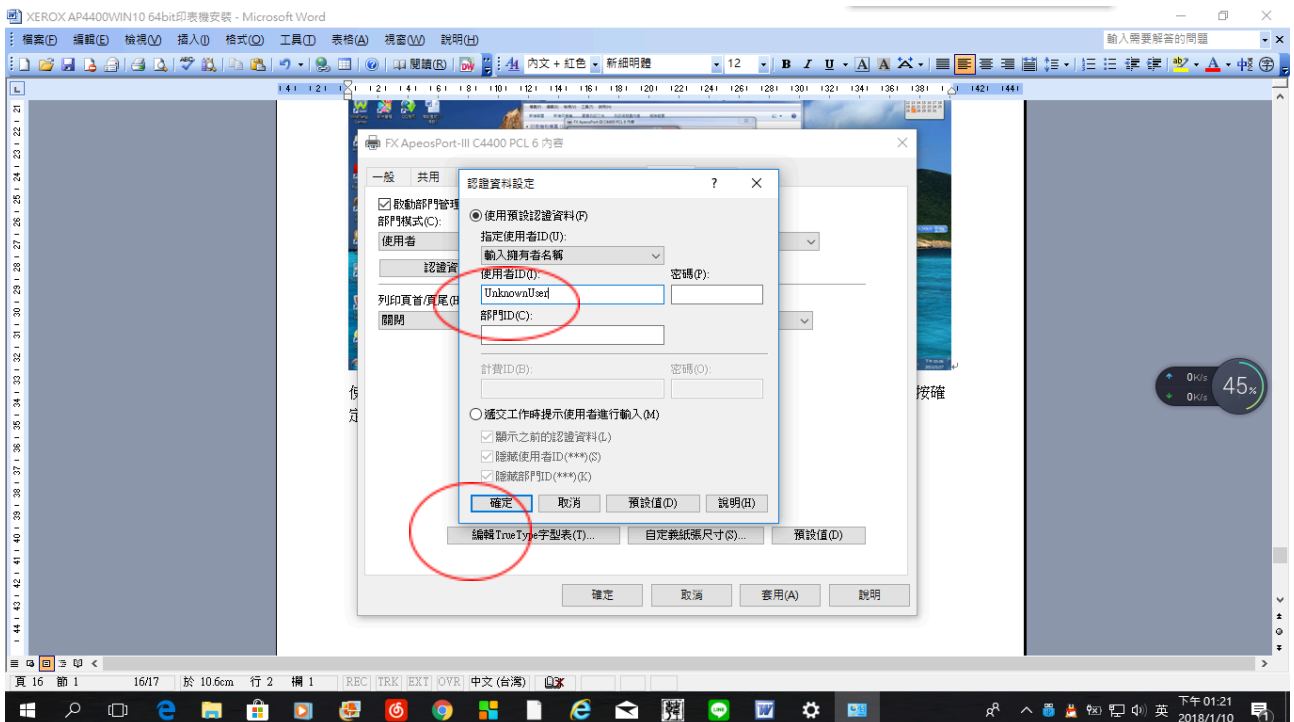 XEROX AP4400WIN10 64bit印表機安裝 - Microsoft Word
檔案(F) 編輯(E) 檢視(V) 插入(I) 格式(O) 工具(T) 表格(A) 視窗(W) 說明(H) 輸入需要解答的問題
閱讀(R) 內文 + 紅色 新細明體 12 B I U A A
FX ApeosPort-III C4400 PCL 6 內容
一般 共用
認證資料設定
啟動部門管理
部門模式(C):
使用者
使用預設認證資料(F)
指定使用者ID(U):
輸入擁有者名稱
認證資
使用者ID(I): 密碼(P):
列印頁首/頁尾(H
UnknownUser
關閉
部門ID(C):
計費ID(B): 密碼(O):
使
按確
定
遞交工作時提示使用者進行輸入(M)
顯示之前的認證資料(L)
隱藏使用者ID(***)(S)
隱藏部門ID(***)(K)
確定 取消 預設值(D) 說明(H)
編輯TrueType字型表(T)... 自定義紙張尺寸(S)... 預設值(D)
確定 取消 套用(A) 說明
0K/s
0K/s
45%
頁 16 節 1 16/17 於 10.6cm 行 2 欄 1 REC TRK EXT OVR 中文 (台灣)
英 下午 01:21
2018/1/10